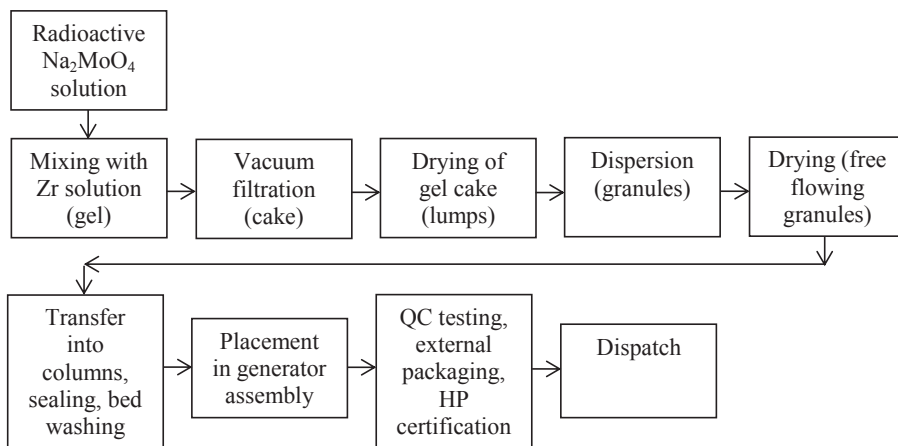 Radioactive
Na₂MoO₄
solution
Mixing with
Zr solution
(gel)
Vacuum
filtration
(cake)
Drying of
gel cake
(lumps)
Dispersion
(granules)
Drying (free
flowing
granules)
Transfer
into
columns,
sealing, bed
washing
Placement
in generator
assembly
QC testing,
external
packaging,
HP
certification
Dispatch